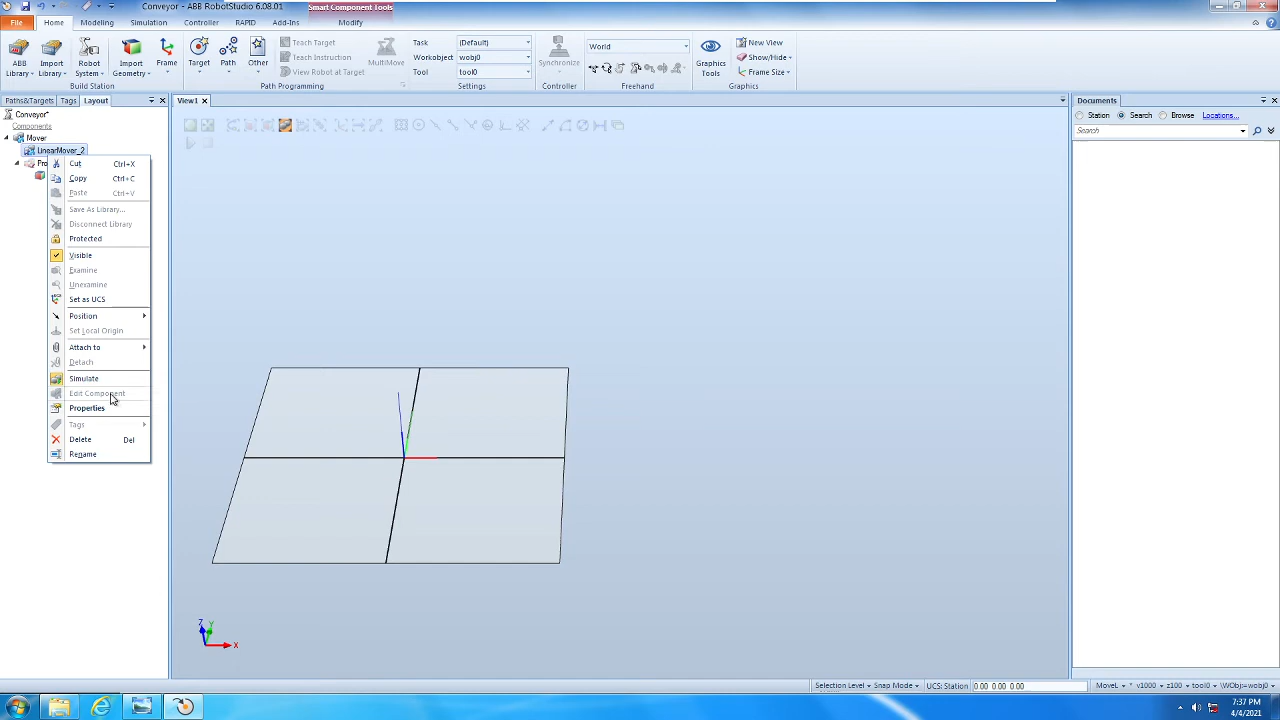 Conveyor - ABB RobotStudio 6.08.01
Smart Component Tools
File
Home
Modeling
Simulation
Controller
RAPID
Add-Ins
Modify
ABB Library
Import Library
Robot System
Import Geometry
Frame
Build Station
Target
Path
Other
Teach Target
Teach Instruction
View Robot at Target
MultiMove
Path Programming
Task (Default)
Workobject wobj0
Tool tool0
Settings
Synchronize
Controller
World
Freehand
Graphics Tools
New View
Show/Hide
Frame Size
Graphics
Paths&Targets
Tags
Layout
View1
Documents
Conveyor*
Components
Mover
LinearMover_2
Pro
Station
Search
Browse
Locations...
Search
Cut Ctrl+X
Copy Ctrl+C
Paste Ctrl+V
Save As Library...
Disconnect Library
Protected
Visible
Examine
Unexamine
Set as UCS
Position
Set Local Origin
Attach to
Detach
Simulate
Edit Component
Properties
Tags
Delete Del
Rename
Z
Y
X
Selection Level
Snap Mode
UCS: Station
0.00 0.00 0.00
MoveL * v1000 z100 tool0 \WObj:=wobj0
7:37 PM
4/4/2021